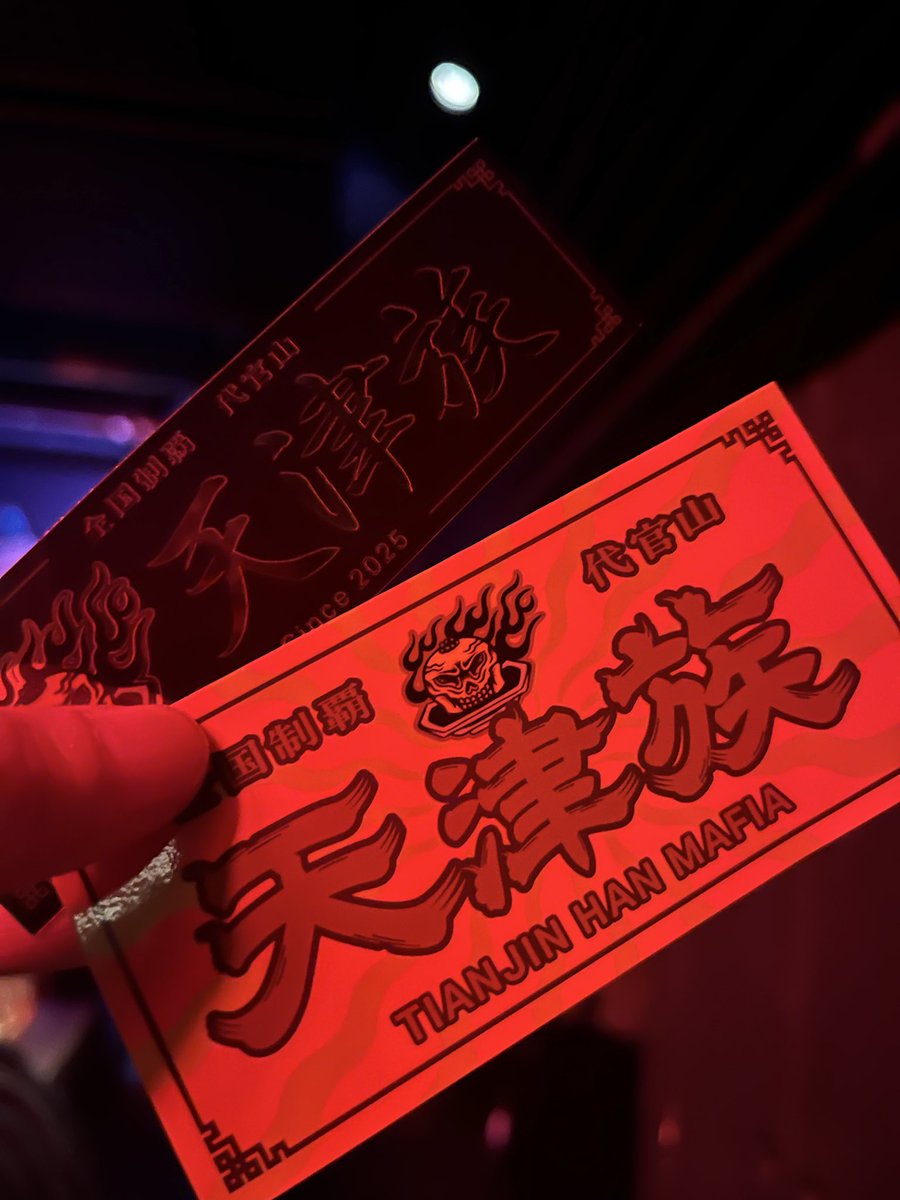 全国制覇 代官山
天津族
Since 2025
国制覇 代官山
天津族
TIANJIN HAN MAFIA